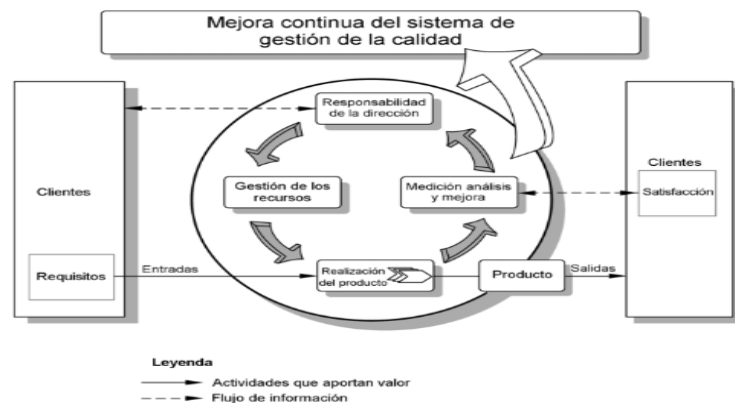 Mejora continua del sistema de
gestión de la calidad
Responsabilidad
de la dirección
Clientes
Clientes
Gestión de los
recursos
Medición análisis
y mejora
Satisfacción
Requisitos
Entradas
Realización
del producto
Producto
Salidas
Leyenda
Actividades que aportan valor
Flujo de información